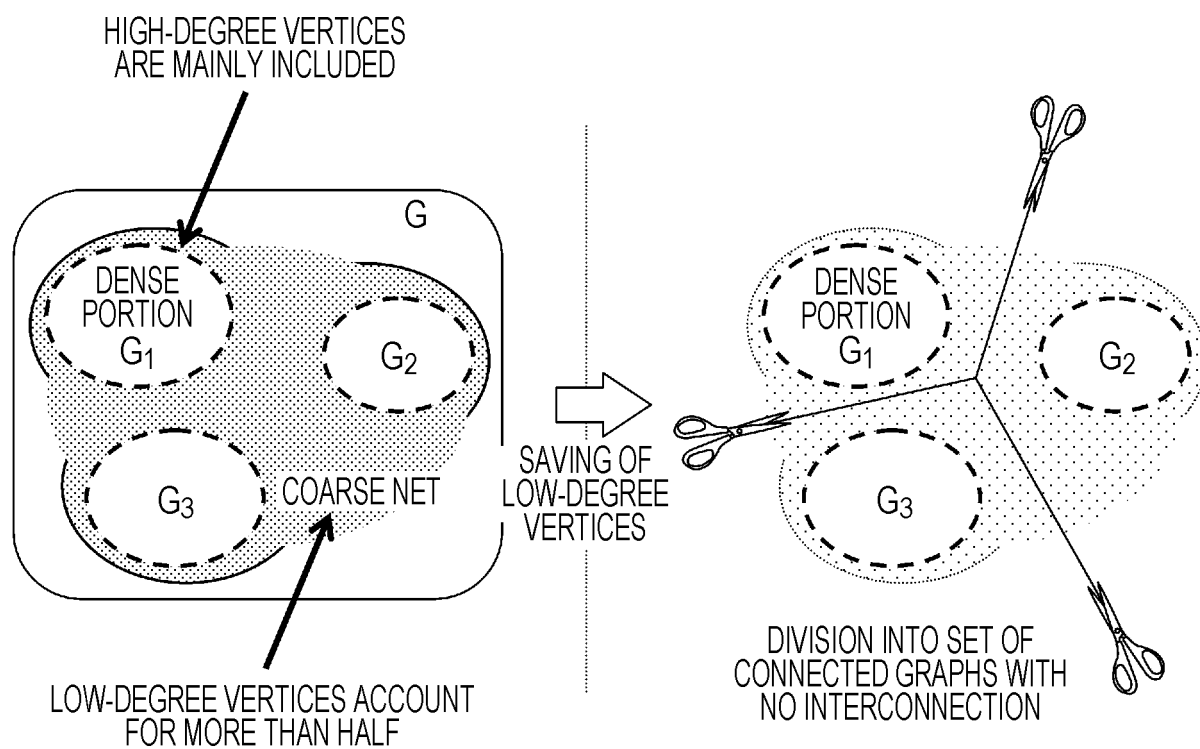 HIGH-DEGREE VERTICES
ARE MAINLY INCLUDED
G
DENSE
PORTION
G1
G2
G3
COARSE NET
LOW-DEGREE VERTICES ACCOUNT
FOR MORE THAN HALF
SAVING OF
LOW-DEGREE
VERTICES
DENSE
PORTION
G1
G2
G3
DIVISION INTO SET OF
CONNECTED GRAPHS WITH
NO INTERCONNECTION